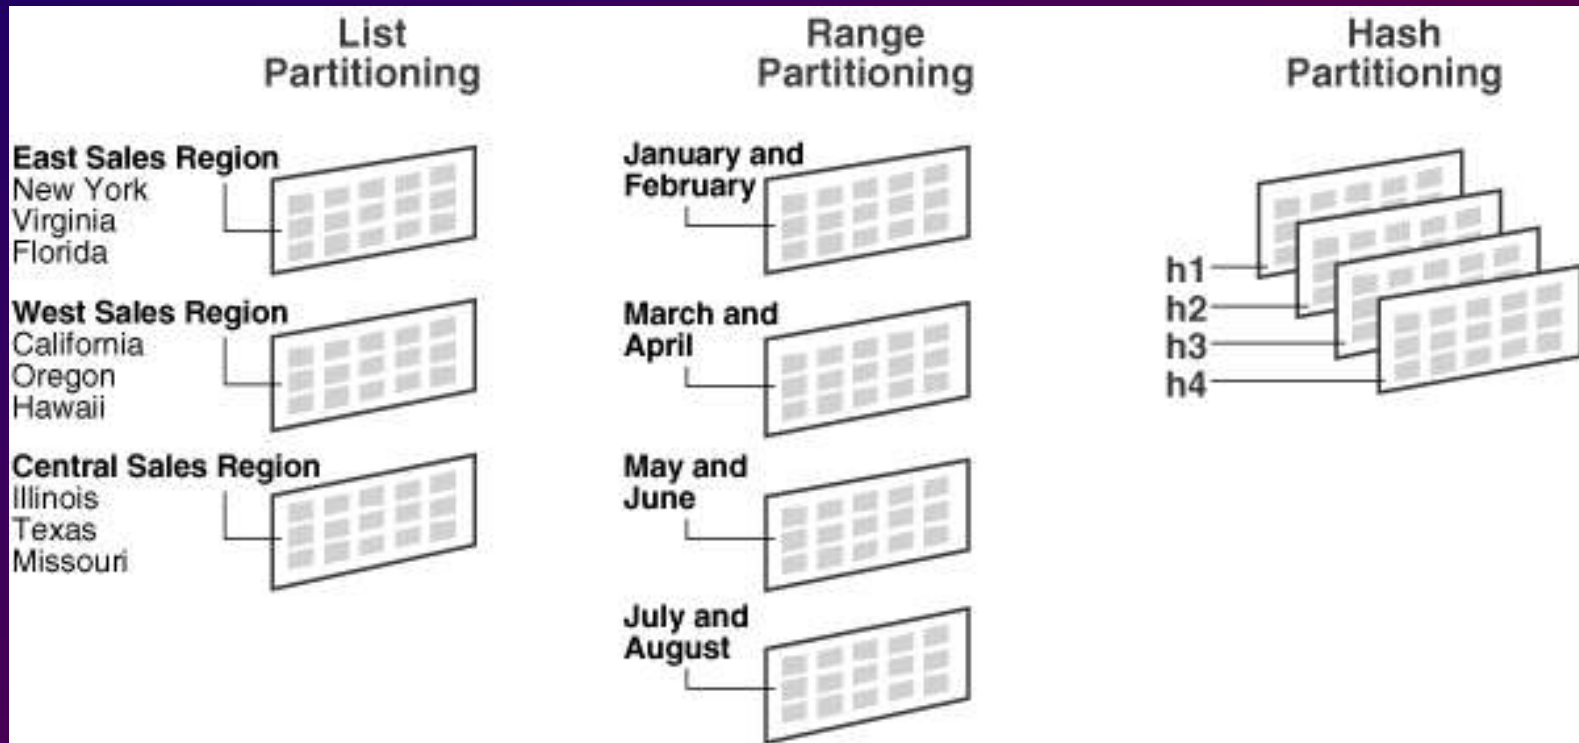 List
Partitioning
East Sales Region
New York
Virginia
Florida
West Sales Region
California
Oregon
Hawaii
Central Sales Region
Illinois
Texas
Missouri
Range
Partitioning
January and
February
March and
April
May and
June
July and
August
Hash
Partitioning
h1
h2
h3
h4